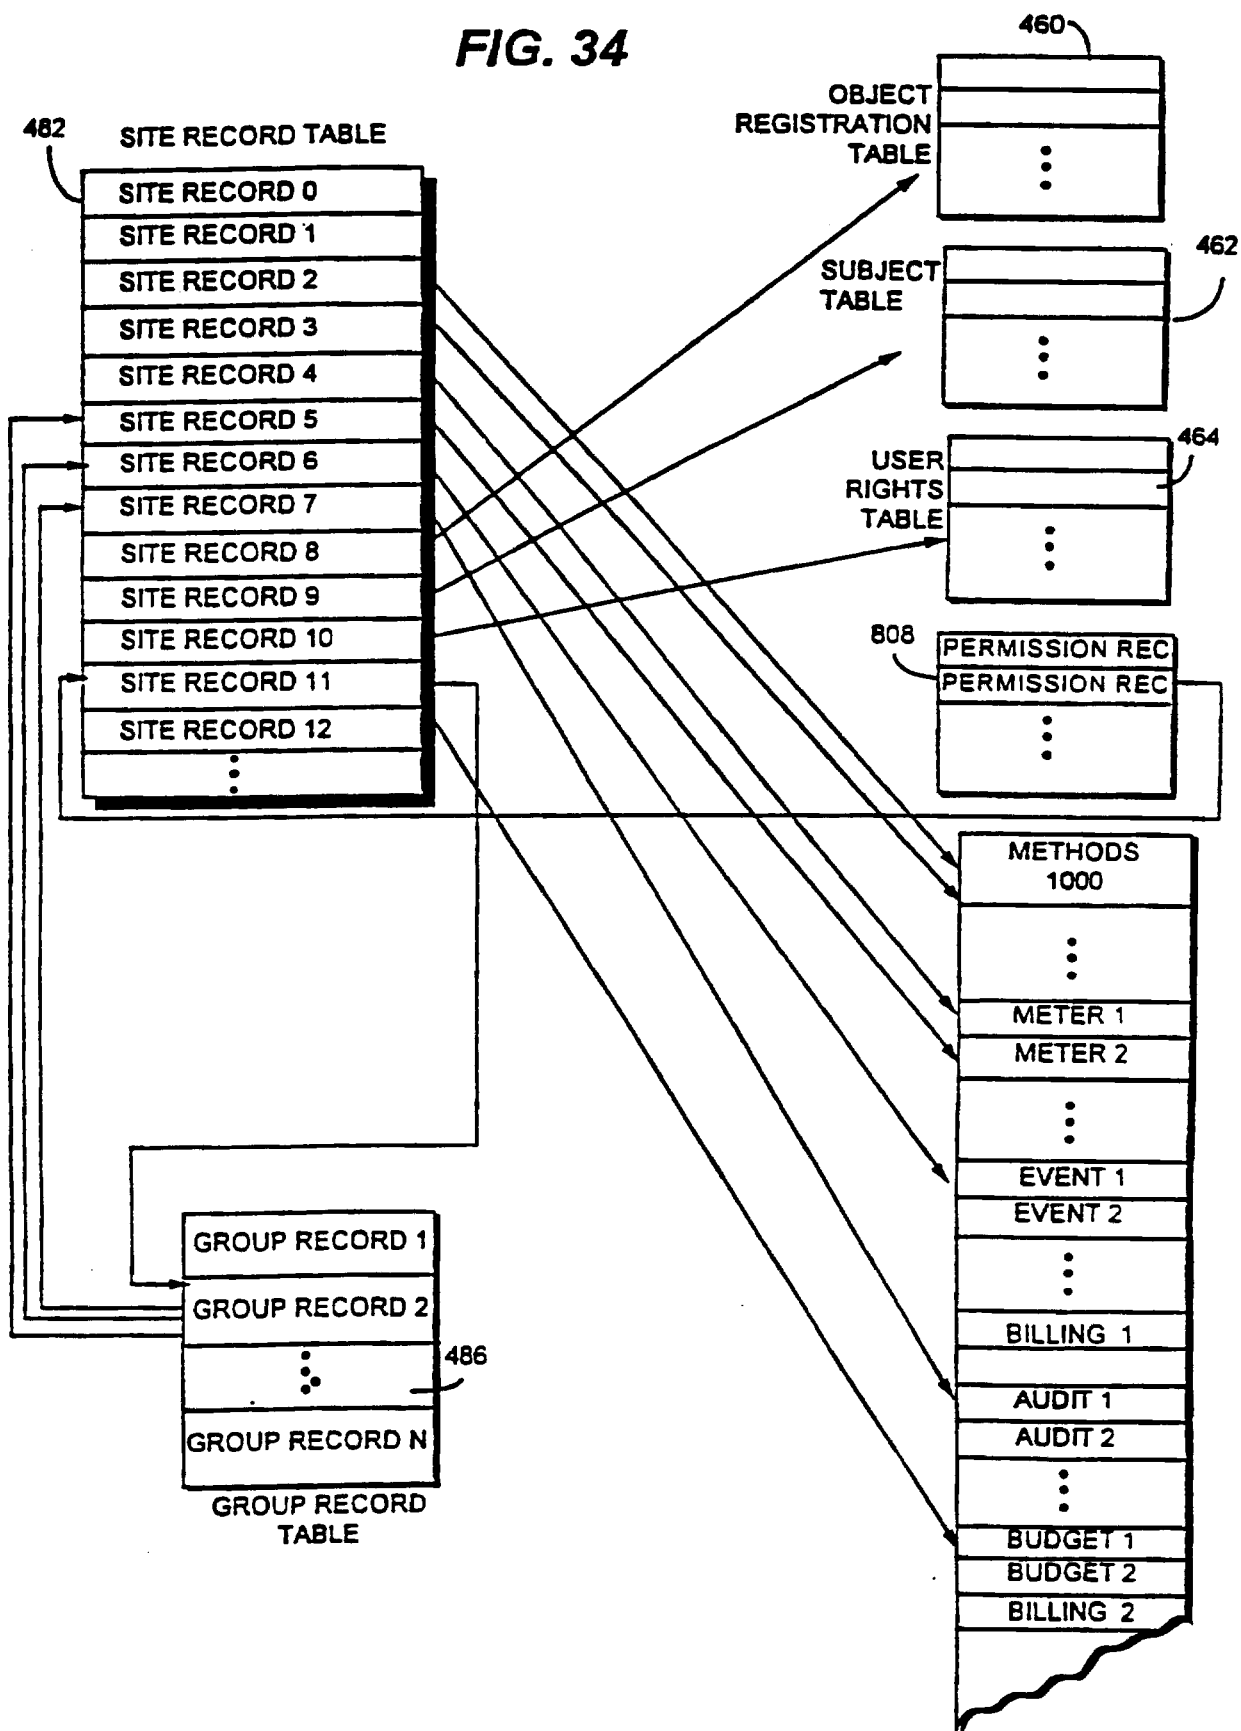 FIG. 34
482
SITE RECORD TABLE
SITE RECORD 0
SITE RECORD 1
SITE RECORD 2
SITE RECORD 3
SITE RECORD 4
SITE RECORD 5
SITE RECORD 6
SITE RECORD 7
SITE RECORD 8
SITE RECORD 9
SITE RECORD 10
SITE RECORD 11
SITE RECORD 12
460
OBJECT
REGISTRATION
TABLE
462
SUBJECT
TABLE
464
USER
RIGHTS
TABLE
808
PERMISSION REC
PERMISSION REC
METHODS
1000
METER 1
METER 2
EVENT 1
EVENT 2
BILLING 1
AUDIT 1
AUDIT 2
BUDGET 1
BUDGET 2
BILLING 2
GROUP RECORD 1
GROUP RECORD 2
486
GROUP RECORD N
GROUP RECORD
TABLE